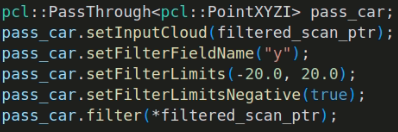 pcl::PassThrough<pcl::PointXYZI> pass_car;
pass_car.setInputCloud(filtered_scan_ptr);
pass_car.setFilterFieldName("y");
pass_car.setFilterLimits(-20.0, 20.0);
pass_car.setFilterLimitsNegative(true);
pass_car.filter(*filtered_scan_ptr);